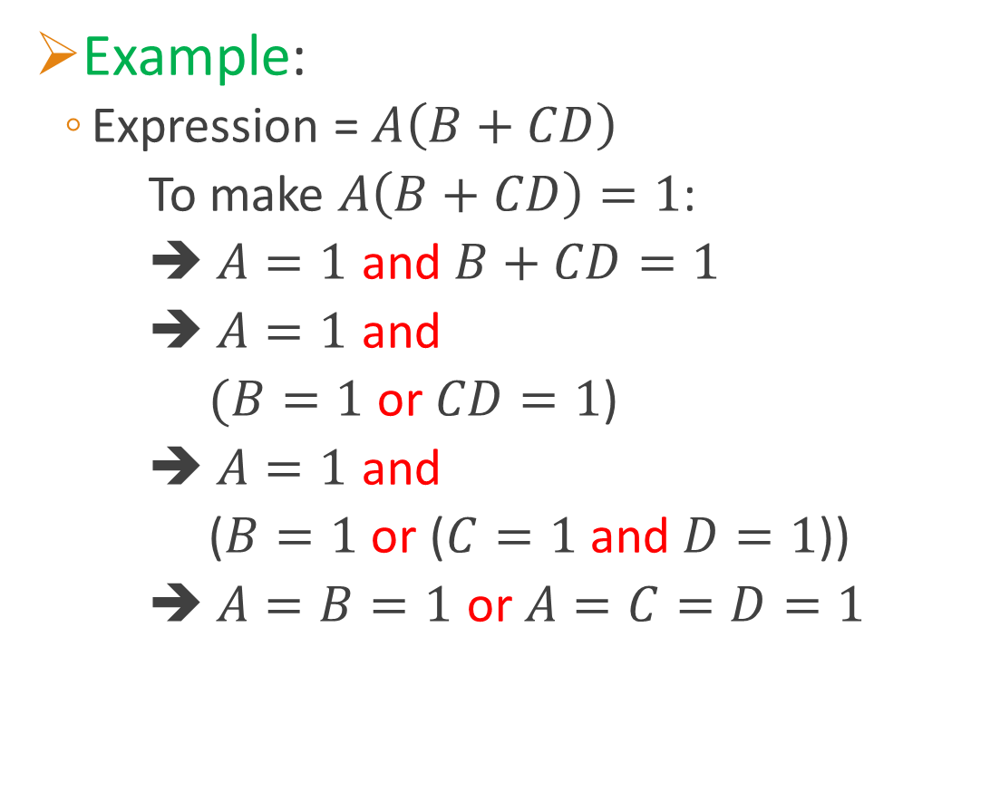 ➢Example:
◦ Expression = A(B + CD)
To make A(B + CD) = 1:
➔ A = 1 and B + CD = 1
➔ A = 1 and
(B = 1 or CD = 1)
➔ A = 1 and
(B = 1 or (C = 1 and D = 1))
➔ A = B = 1 or A = C = D = 1